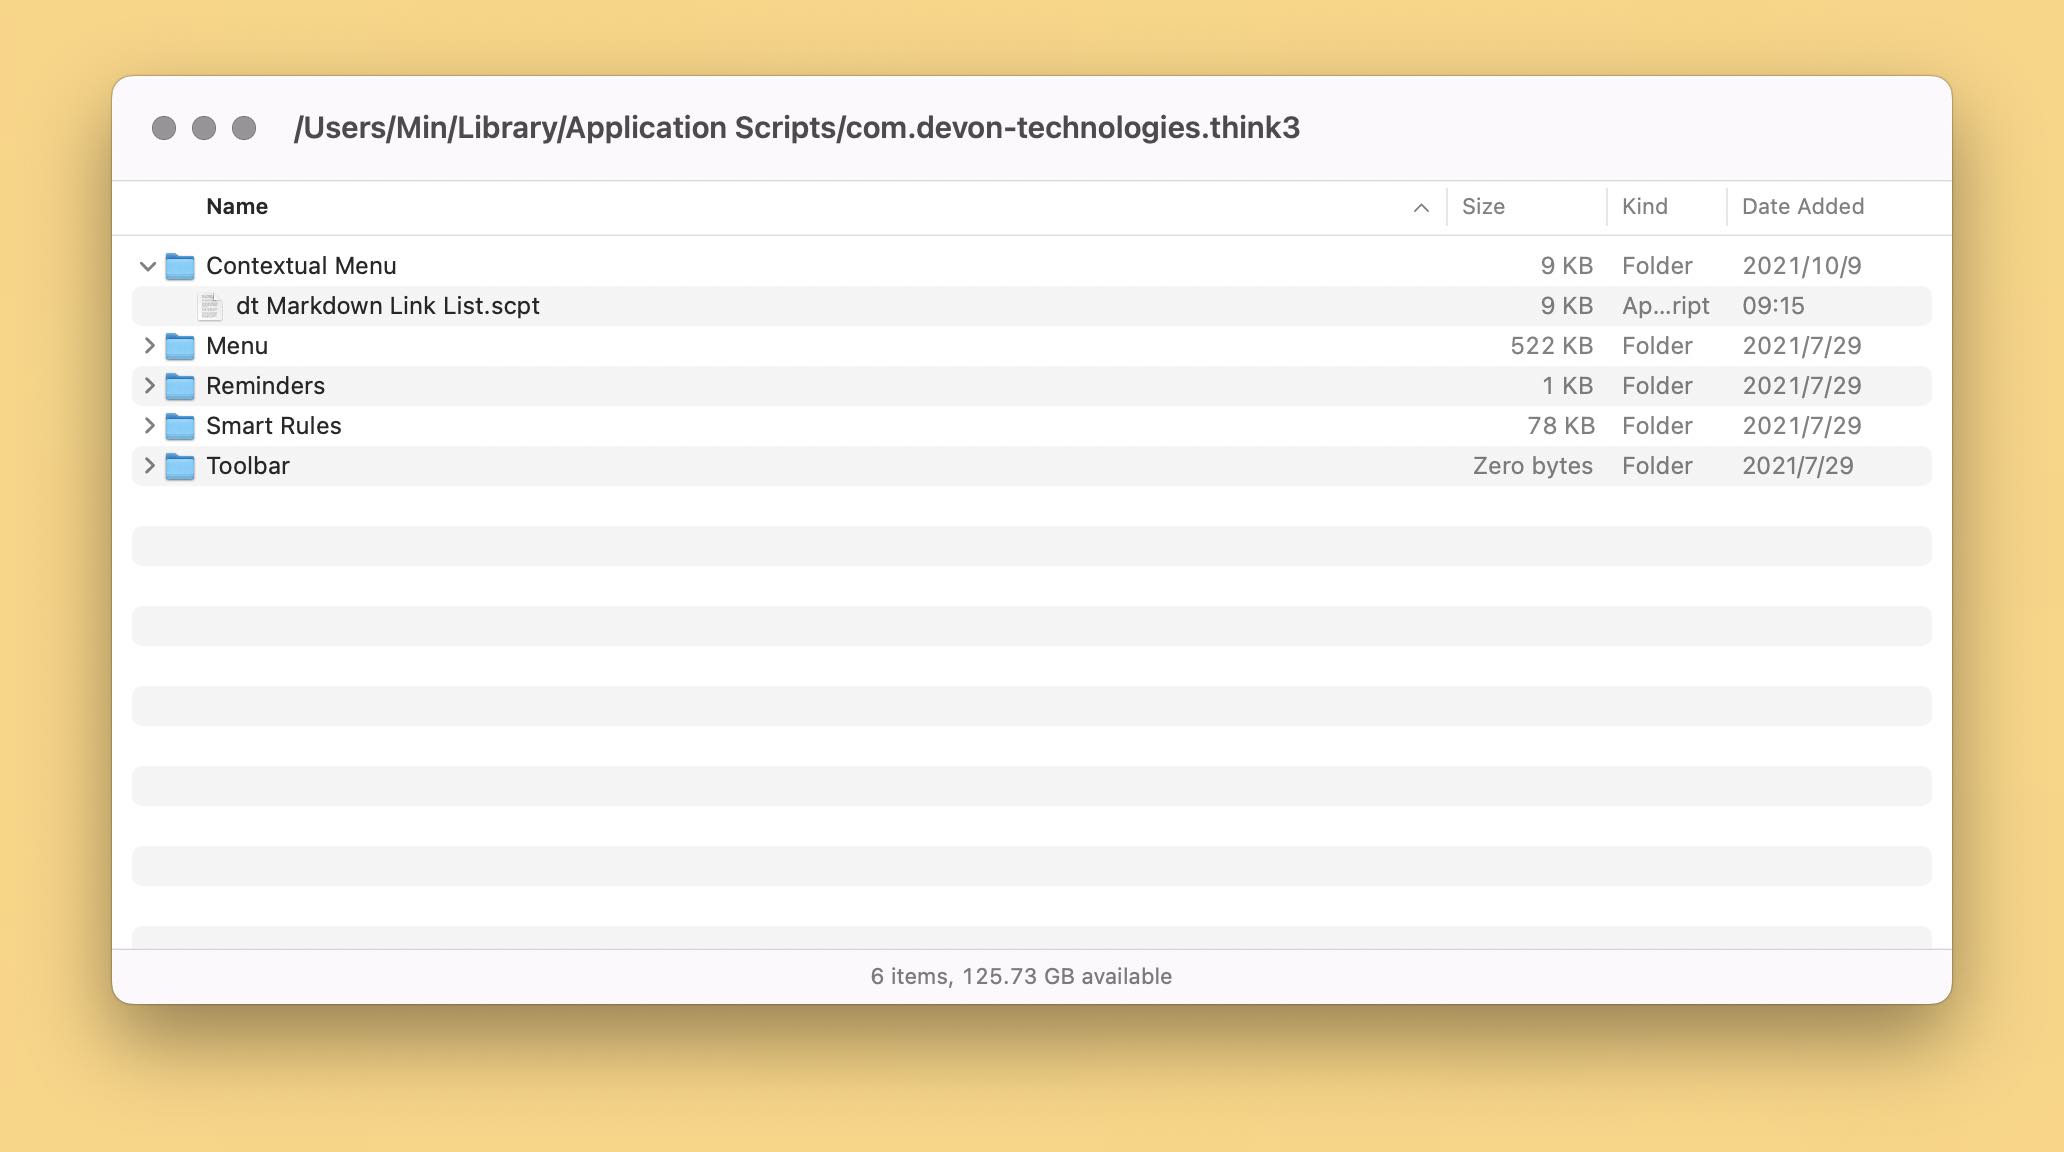 /Users/Min/Library/Application Scripts/com.devon-technologies.think3
Name Size Kind Date Added
Contextual Menu 9 KB Folder 2021/10/9
dt Markdown Link List.scpt 9 KB Ap...ript 09:15
Menu 522 KB Folder 2021/7/29
Reminders 1 KB Folder 2021/7/29
Smart Rules 78 KB Folder 2021/7/29
Toolbar Zero bytes Folder 2021/7/29
6 items, 125.73 GB available